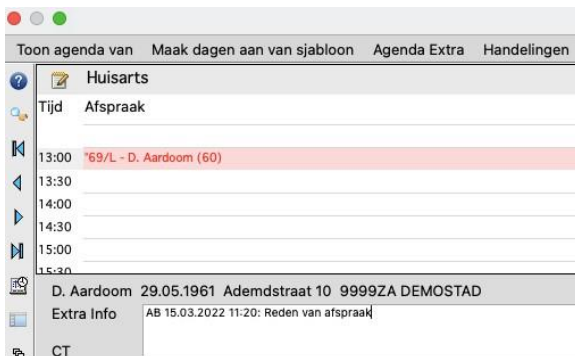 Toon agenda van Maak dagen aan van sjabloon Agenda Extra Handelingen
Huisarts
Tijd Afspraak
13:00 "69/L - D. Aardoom (60)
13:30
14:00
14:30
15:00
15:30
D. Aardoom 29.05.1961 Ademdstraat 10 9999ZA DEMOSTAD
Extra Info AB 15.03.2022 11:20: Reden van afspraak
CT